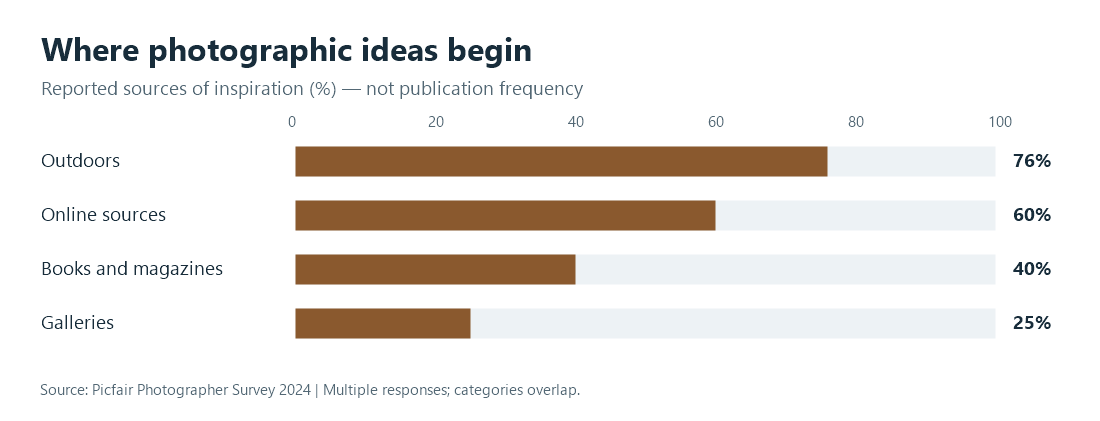 Where photographic ideas begin
Reported sources of inspiration (%) — not publication frequency
0 20 40 60 80 100
Outdoors 76%
Online sources 60%
Books and magazines 40%
Galleries 25%
Source: Picfair Photographer Survey 2024 | Multiple responses; categories overlap.